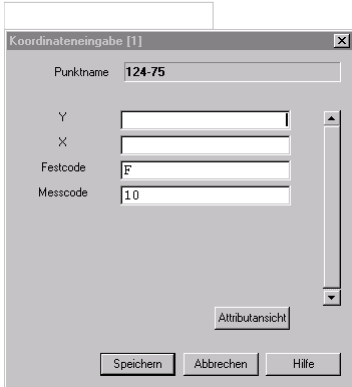 Koordinateneingabe [1]
Punktname 124-75
Y
X
Festcode F
Messcode 10
Attributansicht
Speichern Abbrechen Hilfe